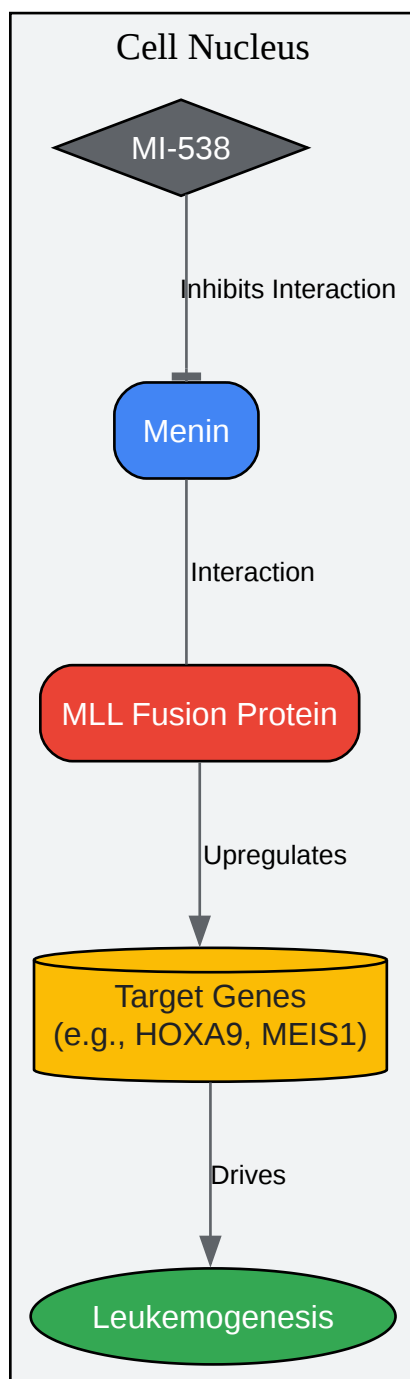 Cell Nucleus
MI-538
Inhibits Interaction
Menin
Interaction
MLL Fusion Protein
Upregulates
Target Genes
(e.g., HOXA9, MEIS1)
Drives
Leukemogenesis